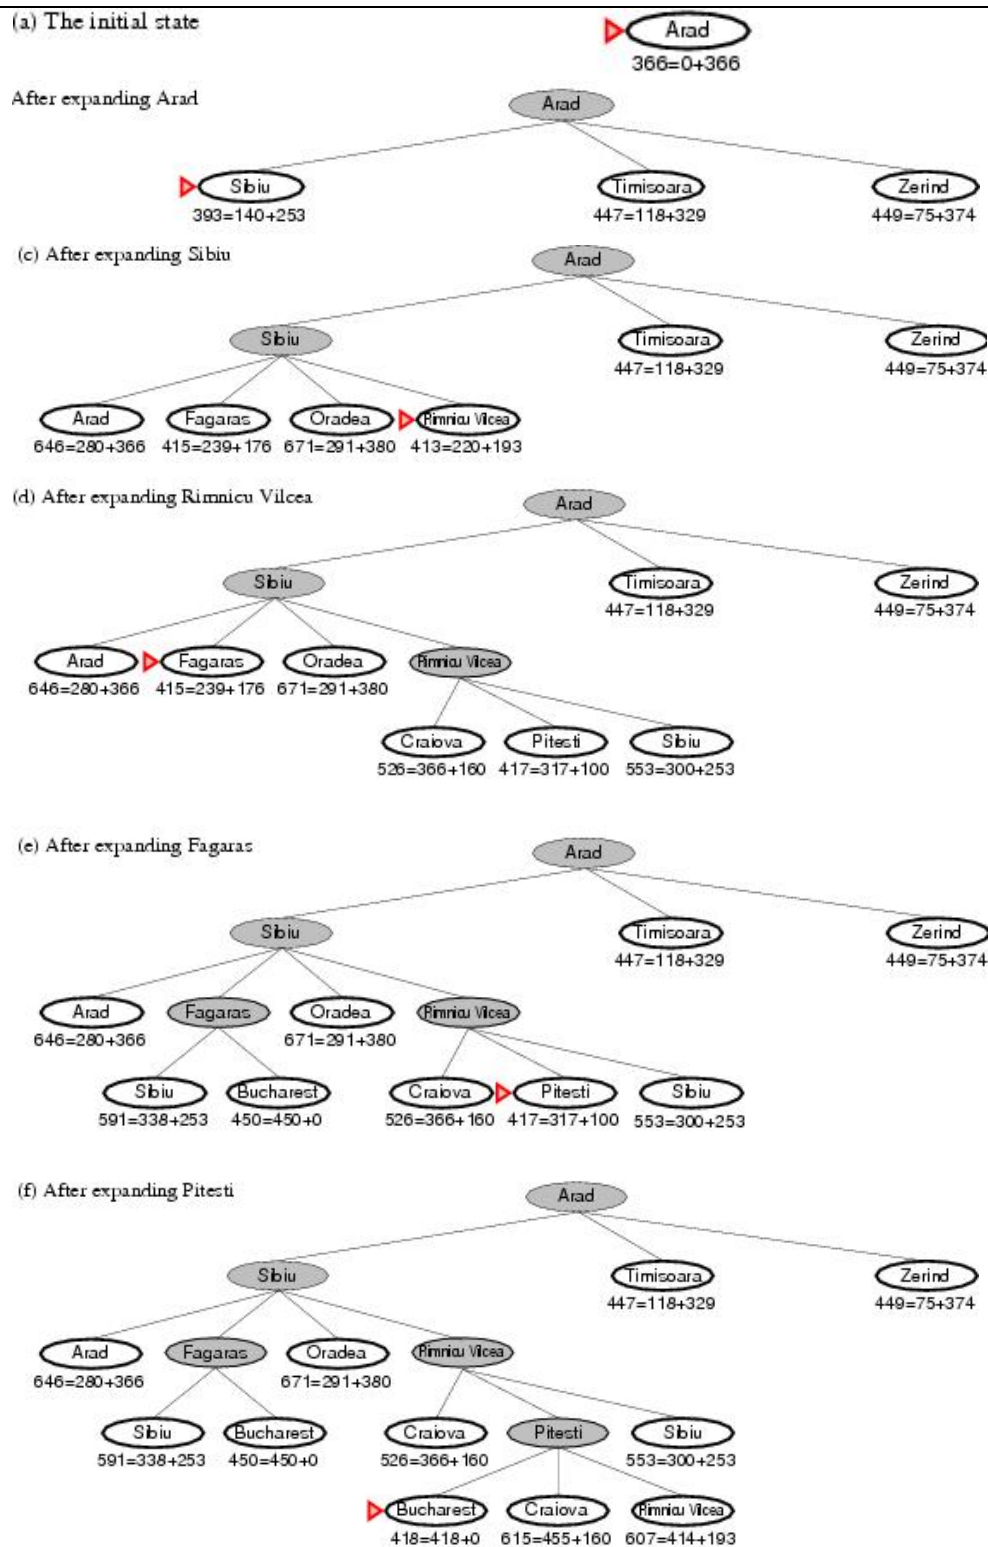 (a) The initial state
Arad
366=0+366
After expanding Arad
Arad
Sibiu Timisoara Zerind
393=140+253 447=118+329 449=75+374
(c) After expanding Sibiu
Arad
Sibiu Timisoara Zerind
447=118+329 449=75+374
Arad Fagaras Oradea Rimnicu Vilcea
646=280+366 415=239+176 671=291+380 413=220+193
(d) After expanding Rimnicu Vilcea
Arad
Sibiu Timisoara Zerind
447=118+329 449=75+374
Arad Fagaras Oradea Rimnicu Vilcea
646=280+366 415=239+176 671=291+380
Craiova Pitesti Sibiu
526=366+160 417=317+100 553=300+253
(e) After expanding Fagaras
Arad
Sibiu Timisoara Zerind
447=118+329 449=75+374
Arad Fagaras Oradea Rimnicu Vilcea
646=280+366 671=291+380
Sibiu Bucharest Craiova Pitesti Sibiu
591=338+253 450=450+0 526=366+160 417=317+100 553=300+253
(f) After expanding Pitesti
Arad
Sibiu Timisoara Zerind
447=118+329 449=75+374
Arad Fagaras Oradea Rimnicu Vilcea
646=280+366 671=291+380
Sibiu Bucharest Craiova Pitesti Sibiu
591=338+253 450=450+0 526=366+160 553=300+253
Bucharest Craiova Rimnicu Vilcea
418=418+0 615=455+160 607=414+193